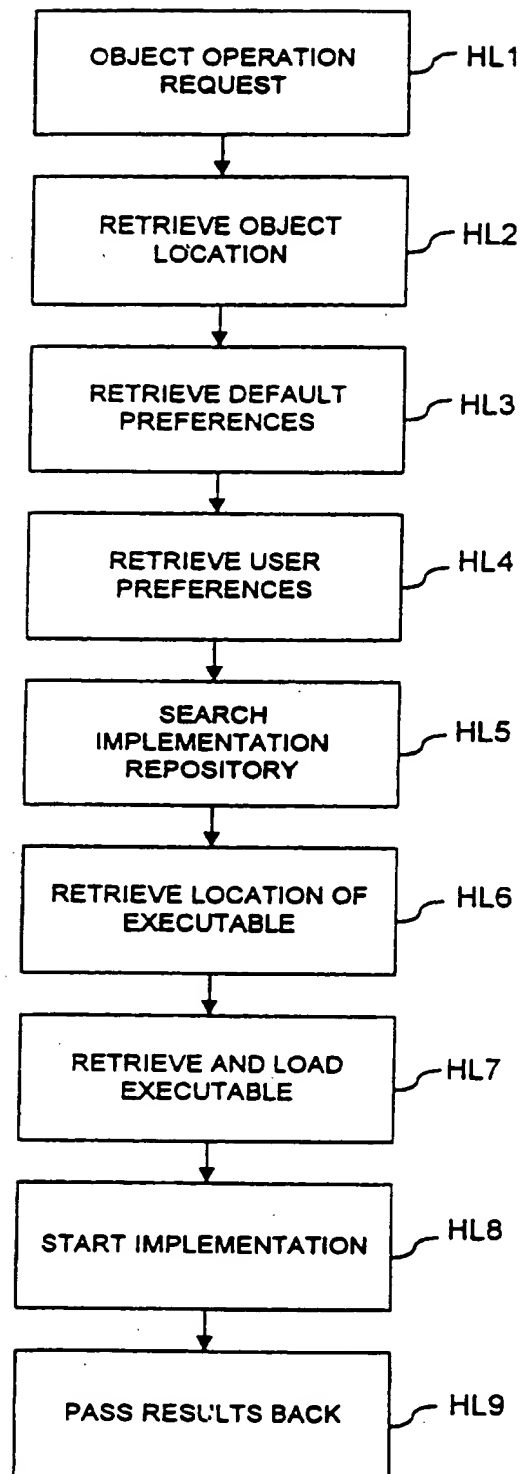 OBJECT OPERATION
REQUEST
HL1
RETRIEVE OBJECT
LOCATION
HL2
RETRIEVE DEFAULT
PREFERENCES
HL3
RETRIEVE USER
PREFERENCES
HL4
SEARCH
IMPLEMENTATION
REPOSITORY
HL5
RETRIEVE LOCATION OF
EXECUTABLE
HL6
RETRIEVE AND LOAD
EXECUTABLE
HL7
START IMPLEMENTATION
HL8
PASS RESULTS BACK
HL9